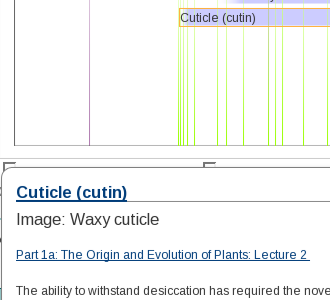 Cuticle (cutin)
Cuticle (cutin)
Image: Waxy cuticle
Part 1a: The Origin and Evolution of Plants: Lecture 2
The ability to withstand desiccation has required the